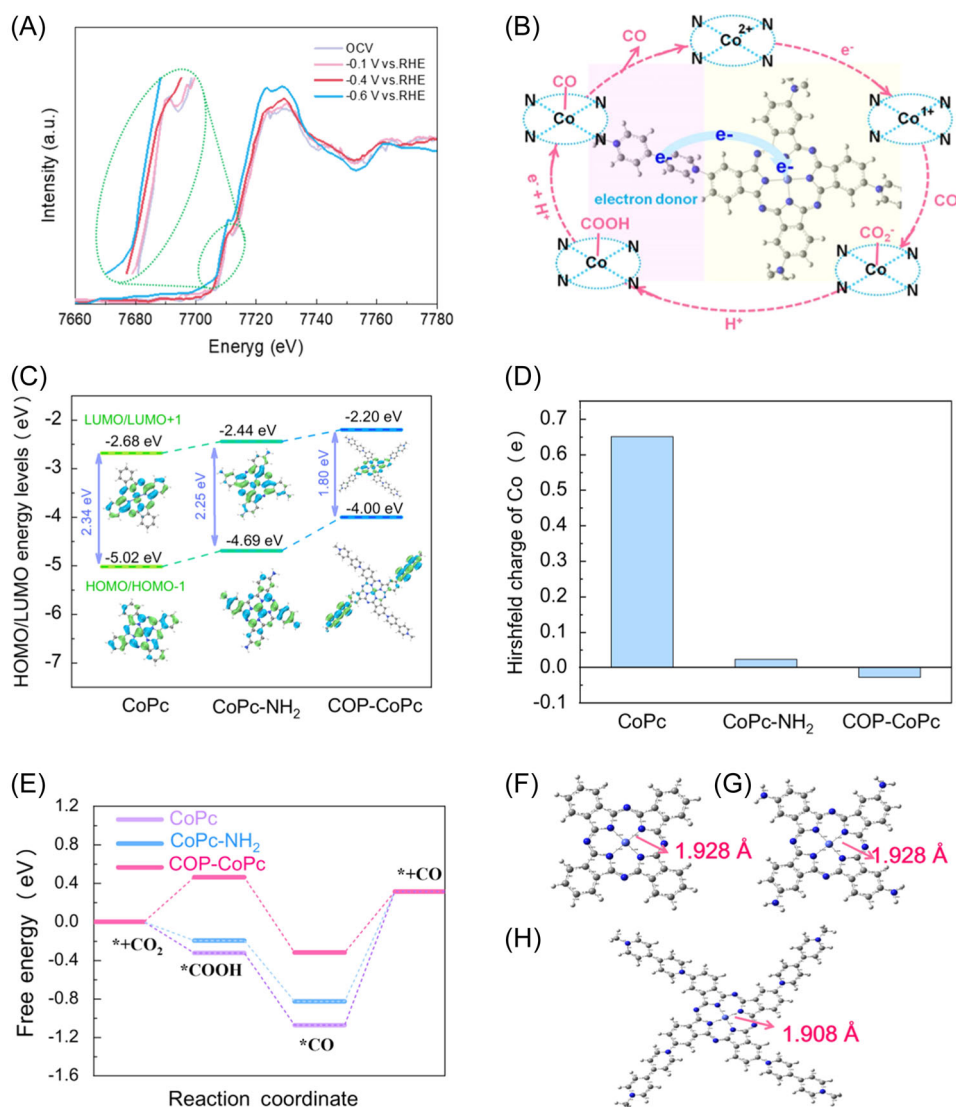 (A)
OCV
-0.1 V vs.RHE
-0.4 V vs.RHE
-0.6 V vs.RHE
Intensity (a.u.)
7660 7680 7700 7720 7740 7760 7780
Eneryg (eV)
(B)
N Co2+ N
N N
CO
e-
CO
N Co N
N N
N Co1+ N
N N
e-
e-
e-
electron donor
e- + H+
CO
COOH
N Co N
N N
CO2-
N Co N
N N
H+
(C)
HOMO/LUMO energy levels (eV)
-2
-3
-4
-5
-6
-7
LUMO/LUMO+1
-2.68 eV
-2.44 eV
-2.20 eV
2.34 eV
2.25 eV
1.80 eV
-4.00 eV
-5.02 eV
-4.69 eV
HOMO/HOMO-1
CoPc CoPc-NH2 COP-CoPc
(D)
Hirshfeld charge of Co (e)
0.7
0.6
0.5
0.4
0.3
0.2
0.1
0.0
-0.1
CoPc CoPc-NH2 COP-CoPc
(E)
Free energy (eV)
1.2
0.8
0.4
0.0
-0.4
-0.8
-1.2
-1.6
CoPc
CoPc-NH2
COP-CoPc
*+CO
*+CO2
*COOH
*CO
Reaction coordinate
(F)
1.928 Å
(G)
1.928 Å
(H)
1.908 Å